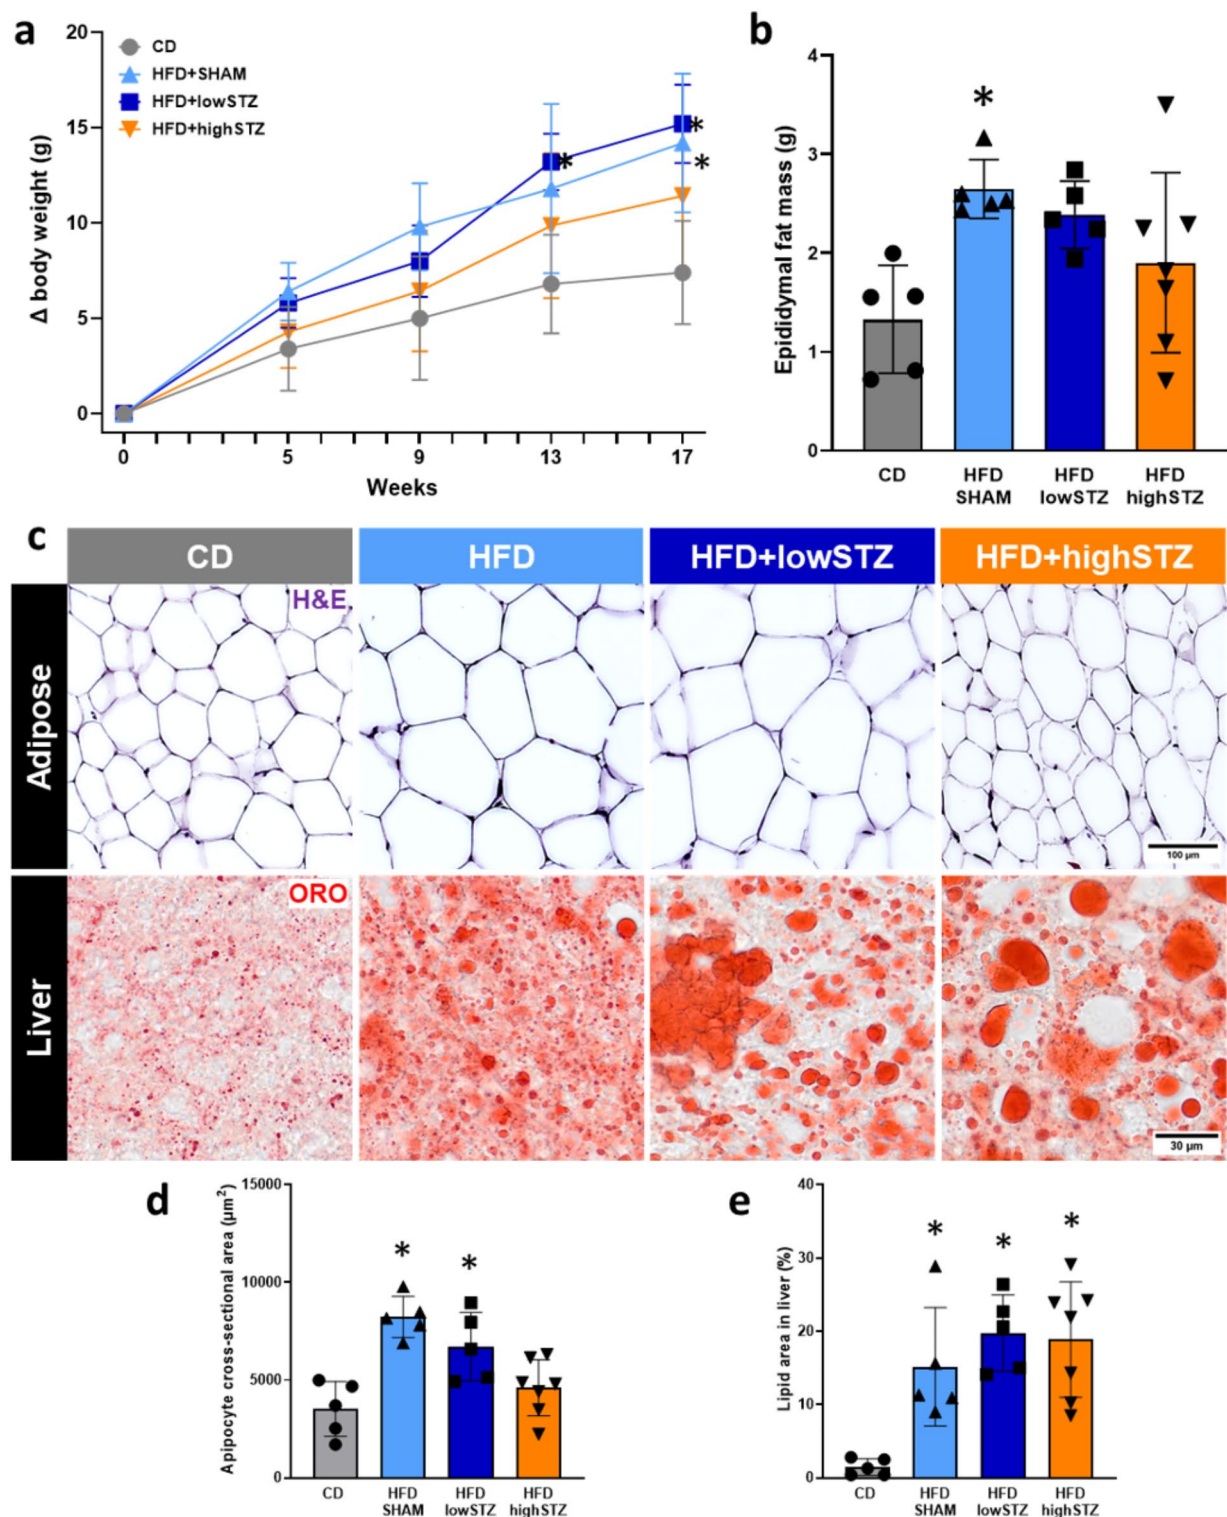 a
20
15
10
5
0
Δ body weight (g)
CD
HFD+SHAM
HFD+lowSTZ
HFD+highSTZ
*
*
*
0 5 9 13 17
Weeks
b
4
3
2
1
0
Epididymal fat mass (g)
*
CD HFD HFD HFD
SHAM lowSTZ highSTZ
c
CD HFD HFD+lowSTZ HFD+highSTZ
Adipose
H&E
100 µm
Liver
ORO
30 µm
d
15000
10000
5000
0
Apipocyte cross-sectional area (µm²)
* *
CD HFD HFD HFD
SHAM lowSTZ highSTZ
e
40
30
20
10
0
Lipid area in liver (%)
* * *
CD HFD HFD HFD
SHAM lowSTZ highSTZ